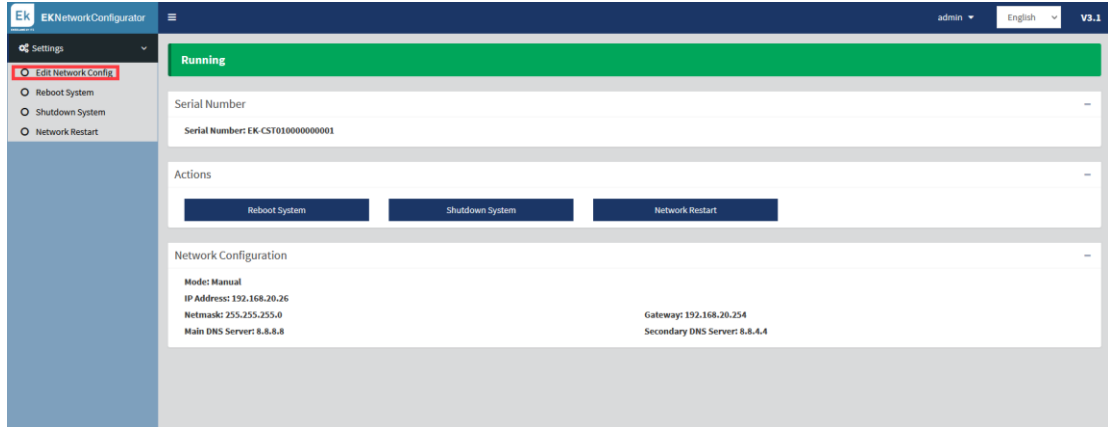 Ek EKNetworkConfigurator admin English V3.1
Settings
Edit Network Config
Reboot System
Shutdown System
Network Restart
Running
Serial Number
Serial Number: EK-CST010000000001
Actions
Reboot System Shutdown System Network Restart
Network Configuration
Mode: Manual
IP Address: 192.168.20.26
Netmask: 255.255.255.0 Gateway: 192.168.20.254
Main DNS Server: 8.8.8.8 Secondary DNS Server: 8.8.4.4